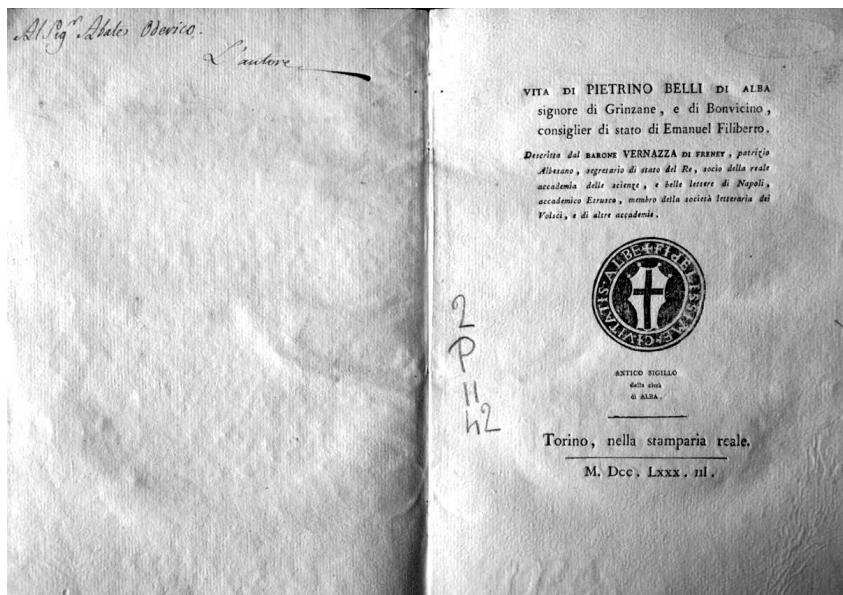 Al Sig.r Abate Oderico.
L'autore
2
P
11
42
VITA DI PIETRINO BELLI DI ALBA
signore di Grinzane, e di Bonvicino,
consiglier di stato di Emanuel Filiberto.
Descritta dal BARONE VERNAZZA DI FRENEY, patrizio
Albesano, segretario di stato del Re, socio della reale
accademia delle scienze, e belle lettere di Napoli,
accademico Etrusco, membro della società letteraria dei
Volsci, e di altre accademie.
FIDELISSIME CIVITATIS ALBE
ANTICO SIGILLO
della città
di ALBA.
Torino, nella stamparia reale.
M. Dcc. Lxxx. iiI.